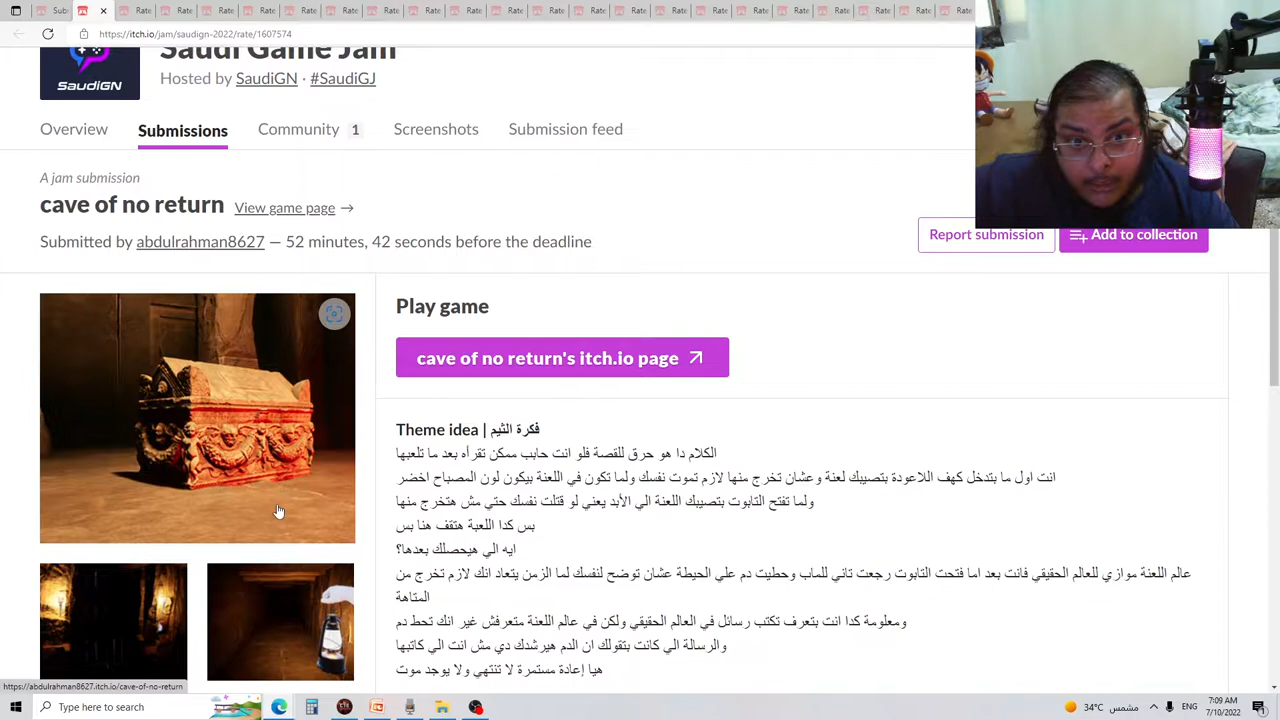 https://itch.io/jam/saudign-2022/rate/1607574
Saudi Game Jam
SaudiGN
Hosted by SaudiGN · #SaudiGJ
Overview Submissions Community 1 Screenshots Submission feed
A jam submission
cave of no return View game page →
Submitted by abdulrahman8627 — 52 minutes, 42 seconds before the deadline
Report submission Add to collection
Play game
cave of no return's itch.io page
Theme idea | فكرة الثيم
الكلام دا هو حرق للقصة فلو انت حابب ممكن تقرأه بعد ما تلعبها
انت اول ما بتدخل كهف اللاعودة بتصيبك لعنة وعشان تخرج منها لازم تموت نفسك ولما تكون في اللعنة بيكون لون المصباح اخضر
ولما تفتح التابوت بتصيبك اللعنة الي الأبد يعني لو قتلت نفسك حتي مش هتخرج منها
بس كدا اللعبة هتقف هنا بس
ايه الي هيحصلك بعدها؟
عالم اللعنة موازي للعالم الحقيقي فانت بعد اما فتحت التابوت رجعت تاني للماب وحطيت دم علي الحيطة عشان توضح لنفسك لما الزمن يتعاد انك لازم تخرج من
المتاهة
ومعلومة كدا انت بتعرف تكتب رسائل في العالم الحقيقي ولكن في عالم اللعنة متعرفش غير انك تحط دم
والرسالة الي كانت بتقولك ان الدم هيرشدك دي مش انت الي كاتبها
هيا إعادة مستمرة لا تنتهي ولا يوجد موت
https://abdulrahman8627.itch.io/cave-of-no-return
Type here to search
34°C مشمس
ENG
7:09 AM
7/10/2022